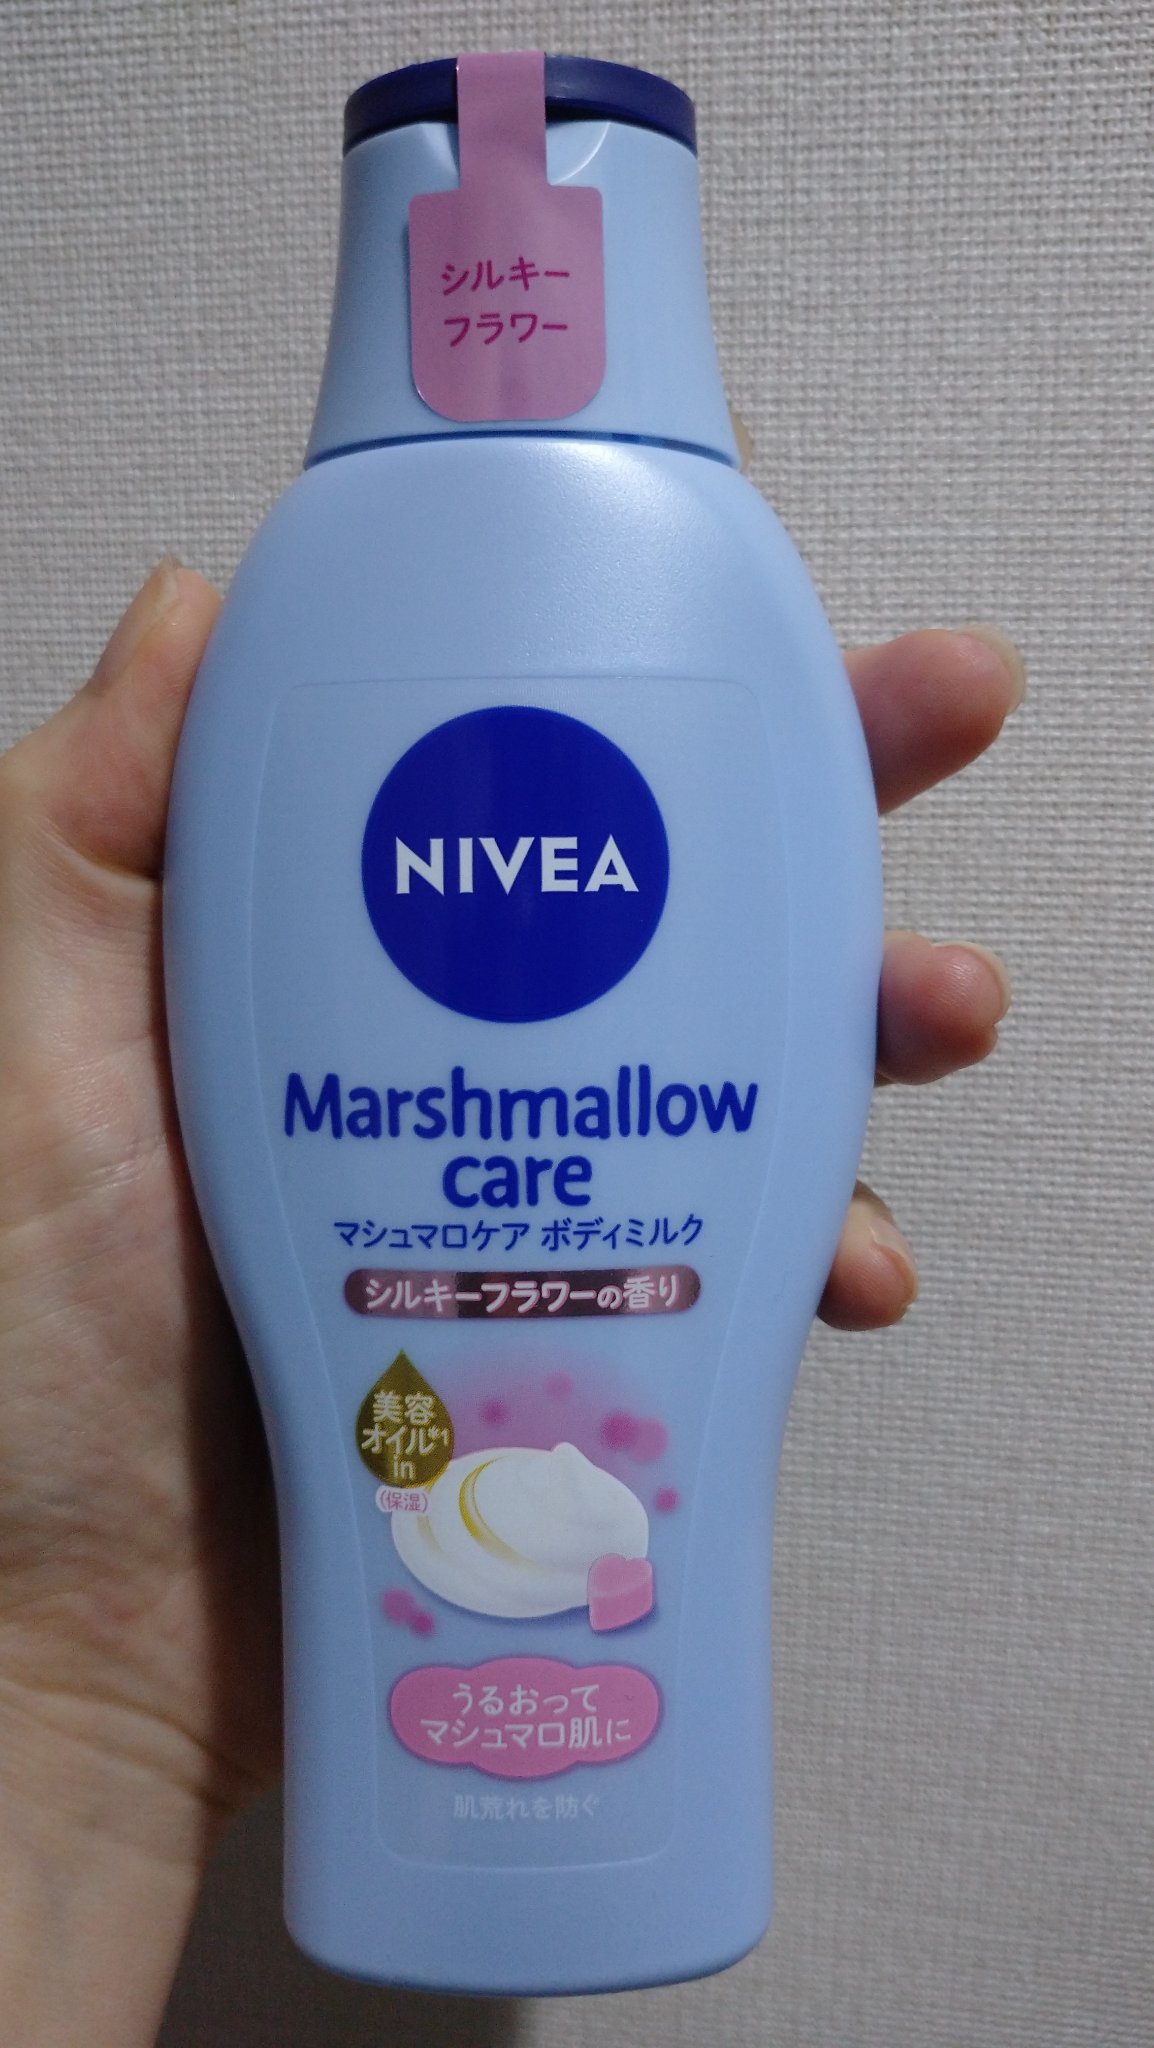 シルキー
フラワー
NIVEA
Marshmallow
care
マシュマロケア ボディミルク
シルキーフラワーの香り
美容
オイル*1
in
(保湿)
うるおって
マシュマロ肌に
肌荒れを防ぐ